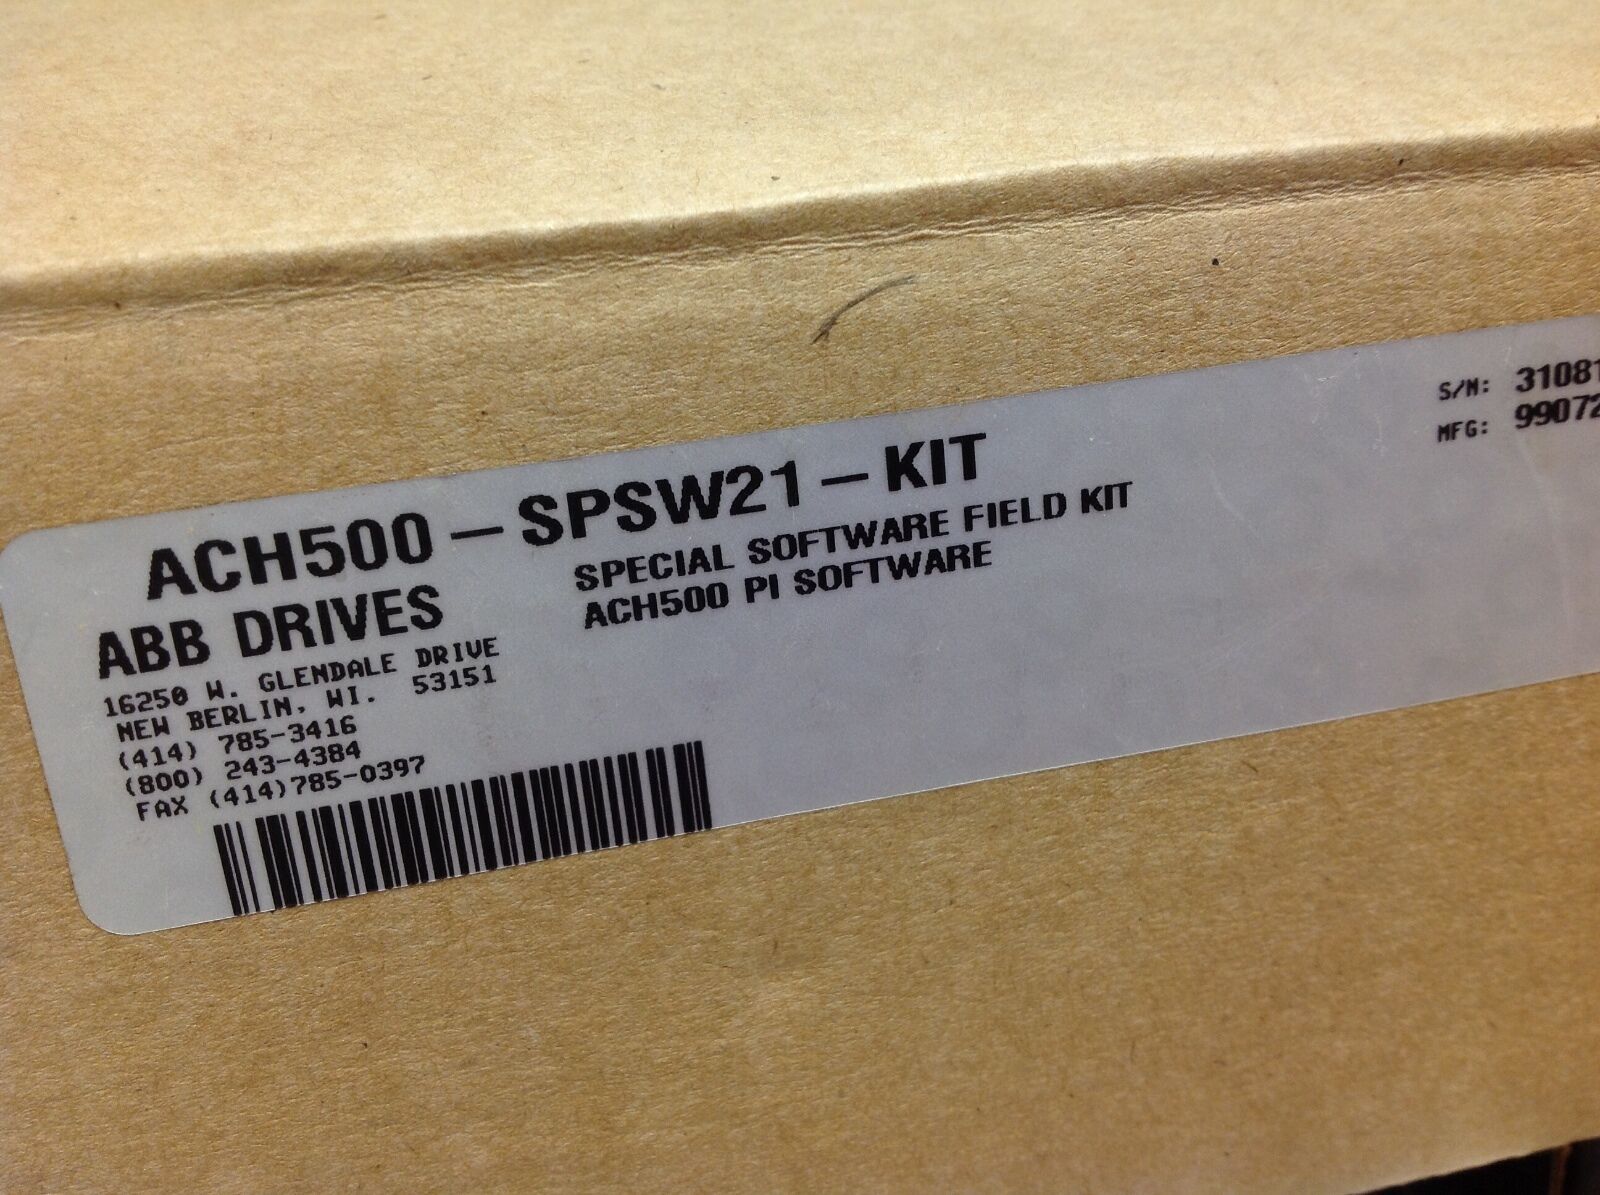 ACH500-SPSW21-KIT
ABB DRIVES
16250 W. GLENDALE DRIVE
NEW BERLIN, WI. 53151
(414) 785-3416
(800) 243-4384
FAX (414)785-0397
SPECIAL SOFTWARE FIELD KIT
ACH500 PI SOFTWARE
S/N: 31081
MFG: 99072